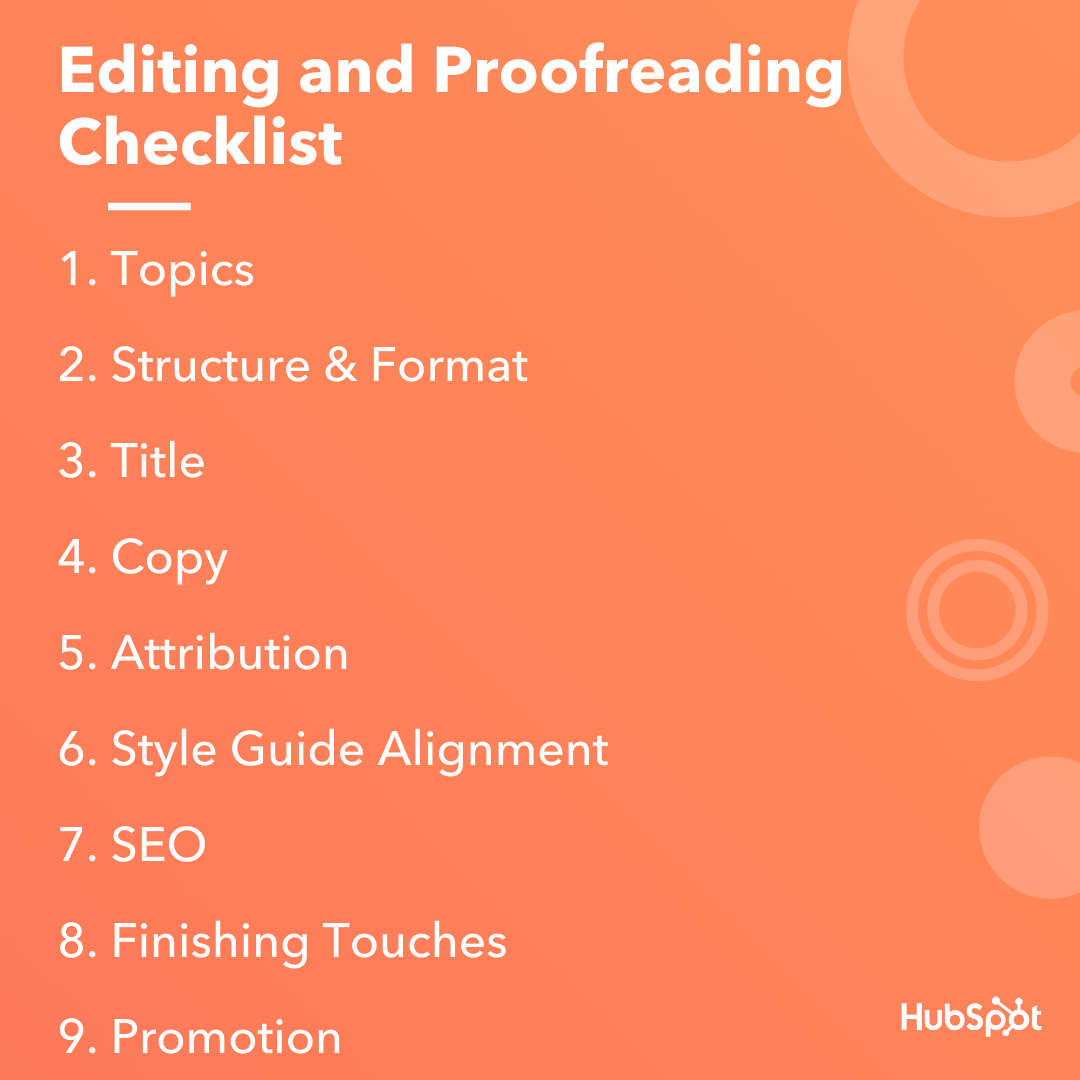 Editing and Proofreading
Checklist
1. Topics
2. Structure & Format
3. Title
4. Copy
5. Attribution
6. Style Guide Alignment
7. SEO
8. Finishing Touches
9. Promotion
HubSpot